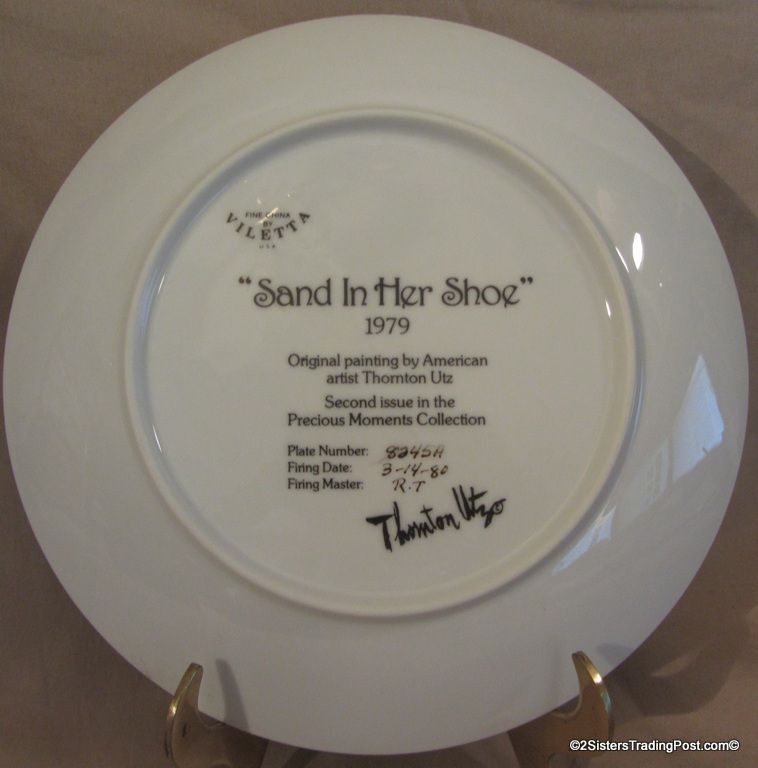 FINE CHINA
BY
VILETTA
USA
“Sand In Her Shoe”
1979
Original painting by American
artist Thornton Utz
Second issue in the
Precious Moments Collection
Plate Number: 8245A
Firing Date: 3-14-80
Firing Master: R.T
Thornton Utz©
©2SistersTradingPost.com©